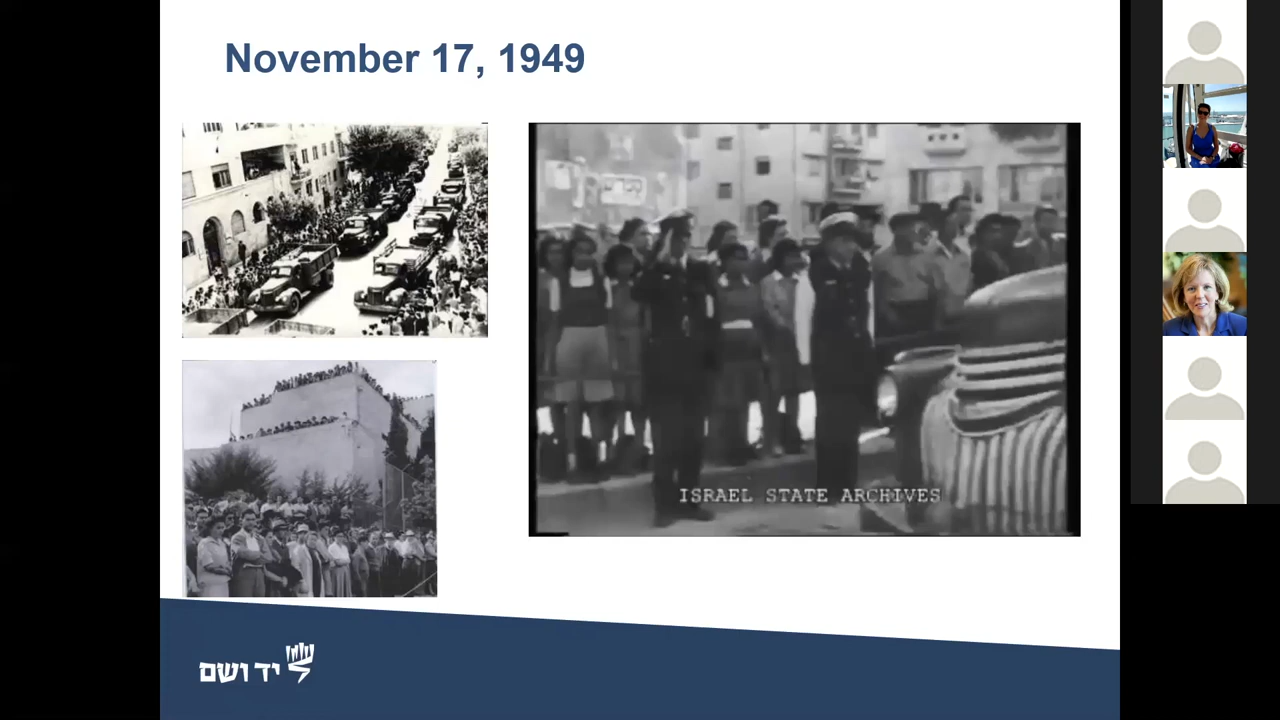 November 17, 1949
ISRAEL STATE ARCHIVES
יד ושם